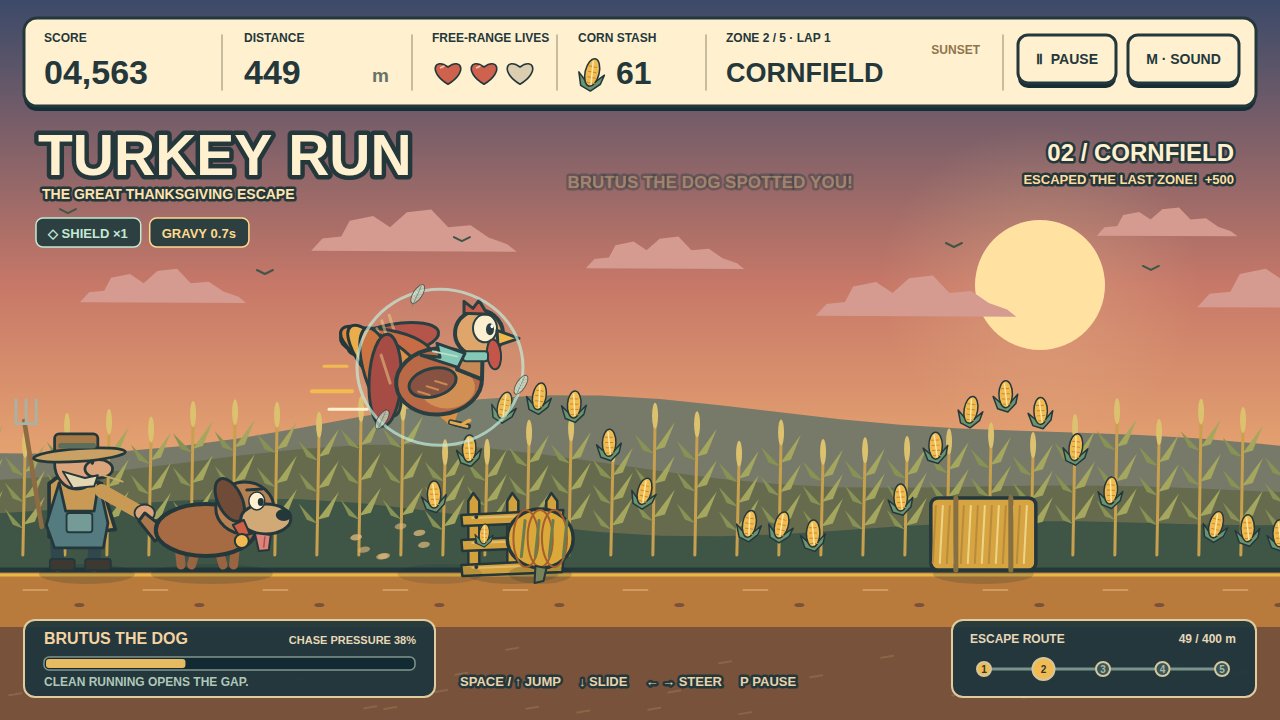 SCORE
04,563
DISTANCE
449 m
FREE-RANGE LIVES
CORN STASH
61
ZONE 2 / 5 · LAP 1
CORNFIELD
SUNSET
II PAUSE
M · SOUND
TURKEY RUN
THE GREAT THANKSGIVING ESCAPE
◇ SHIELD ×1
GRAVY 0.7s
BRUTUS THE DOG SPOTTED YOU!
02 / CORNFIELD
ESCAPED THE LAST ZONE! +500
BRUTUS THE DOG
CHASE PRESSURE 38%
CLEAN RUNNING OPENS THE GAP.
SPACE / ↑ JUMP ↓ SLIDE ← → STEER P PAUSE
ESCAPE ROUTE
49 / 400 m
1 2 3 4 5